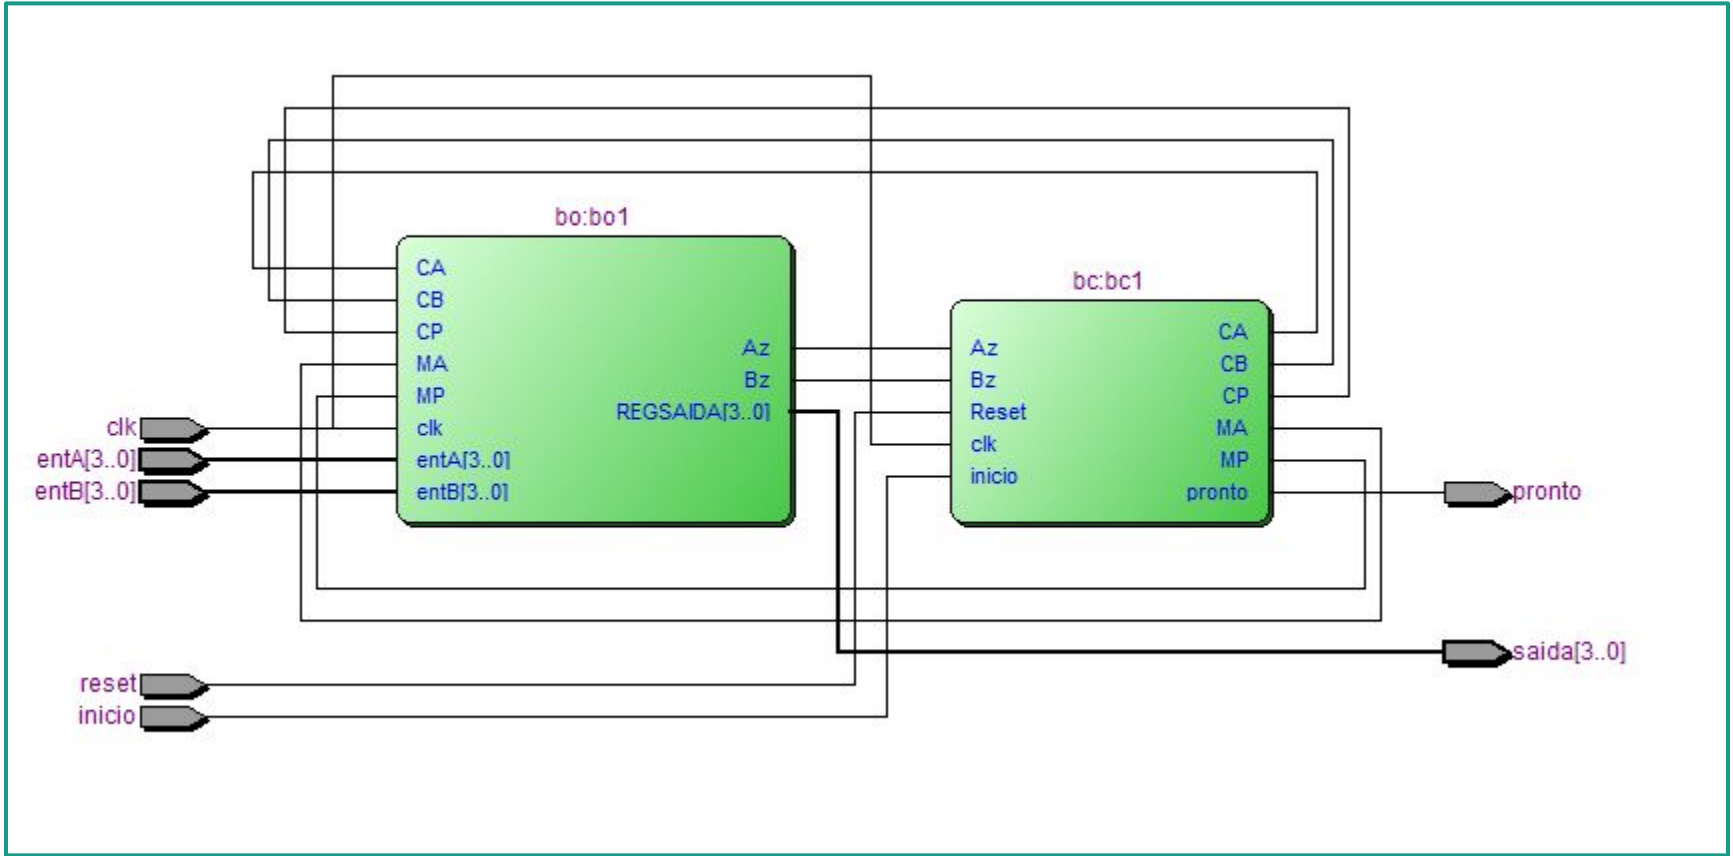 bo:bo1
CA
CB
CP
MA
MP
clk
entA[3..0]
entB[3..0]
Az
Bz
REGSAIDA[3..0]
bc:bc1
Az
Bz
Reset
clk
inicio
CA
CB
CP
MA
MP
pronto
clk
entA[3..0]
entB[3..0]
reset
inicio
pronto
saida[3..0]